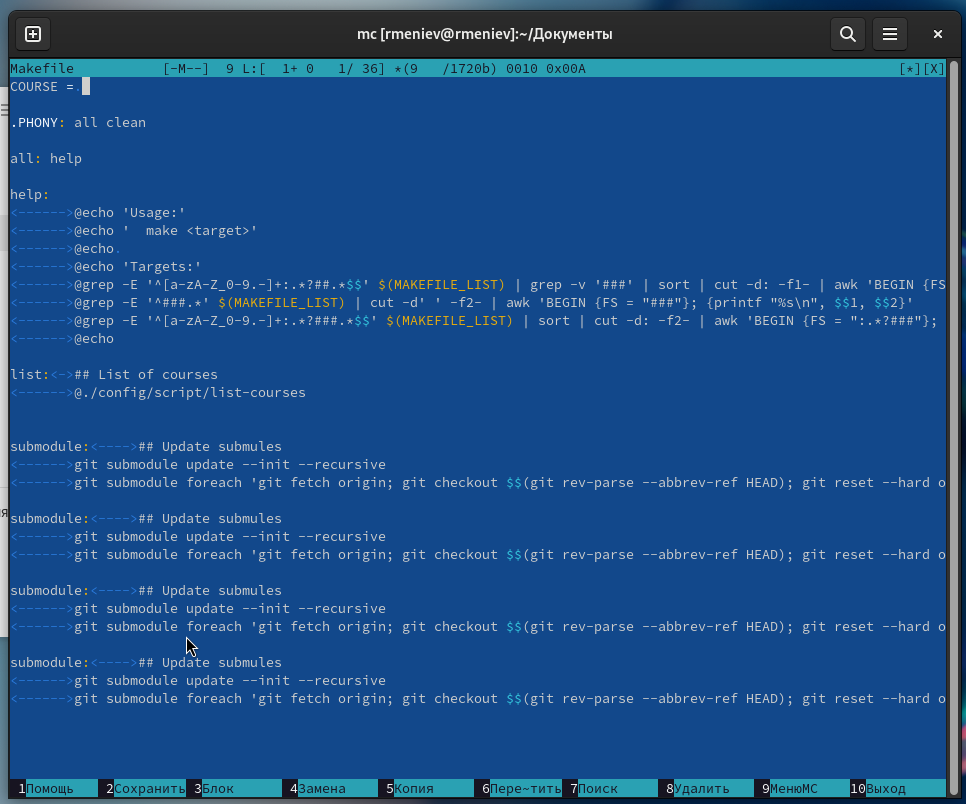 mc [rmeniev@rmeniev]:~/Документы
Makefile [-M--] 9 L:[ 1+ 0 1/ 36] *(9 /1720b) 0010 0x00A [*][X]
COURSE =.
.PHONY: all clean
all: help
help:
<------>@echo 'Usage:'
<------>@echo '  make <target>'
<------>@echo.
<------>@echo 'Targets:'
<------>@grep -E '^[a-zA-Z_0-9.-]+:.*?##.*$$' $(MAKEFILE_LIST) | grep -v '###' | sort | cut -d: -f1- | awk 'BEGIN {FS
<------>@grep -E '^###.*' $(MAKEFILE_LIST) | cut -d' ' -f2- | awk 'BEGIN {FS = "###"}; {printf "%s\n", $$1, $$2}'
<------>@grep -E '^[a-zA-Z_0-9.-]+:.*?###.*$$' $(MAKEFILE_LIST) | sort | cut -d: -f2- | awk 'BEGIN {FS = ":.*?###"};
<------>@echo
list:<->## List of courses
<------>@./config/script/list-courses
submodule:<---->## Update submules
<------>git submodule update --init --recursive
<------>git submodule foreach 'git fetch origin; git checkout $$(git rev-parse --abbrev-ref HEAD); git reset --hard o
submodule:<---->## Update submules
<------>git submodule update --init --recursive
<------>git submodule foreach 'git fetch origin; git checkout $$(git rev-parse --abbrev-ref HEAD); git reset --hard o
submodule:<---->## Update submules
<------>git submodule update --init --recursive
<------>git submodule foreach 'git fetch origin; git checkout $$(git rev-parse --abbrev-ref HEAD); git reset --hard o
submodule:<---->## Update submules
<------>git submodule update --init --recursive
<------>git submodule foreach 'git fetch origin; git checkout $$(git rev-parse --abbrev-ref HEAD); git reset --hard o
1Помощь 2Сохранить 3Блок 4Замена 5Копия 6Пере~тить 7Поиск 8Удалить 9МенюMC 10Выход